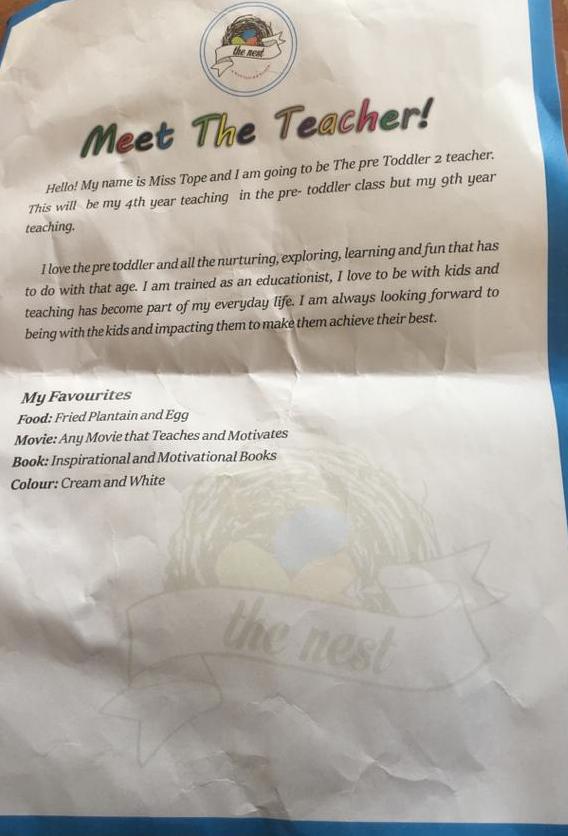 the nest
Meet The Teacher!
Hello! My name is Miss Tope and I am going to be The pre Toddler 2 teacher.
This will be my 4th year teaching in the pre- toddler class but my 9th year
teaching.
I love the pre toddler and all the nurturing, exploring, learning and fun that has
to do with that age. I am trained as an educationist, I love to be with kids and
teaching has become part of my everyday life. I am always looking forward to
being with the kids and impacting them to make them achieve their best.
My Favourites
Food: Fried Plantain and Egg
Movie: Any Movie that Teaches and Motivates
Book: Inspirational and Motivational Books
Colour: Cream and White
the nest